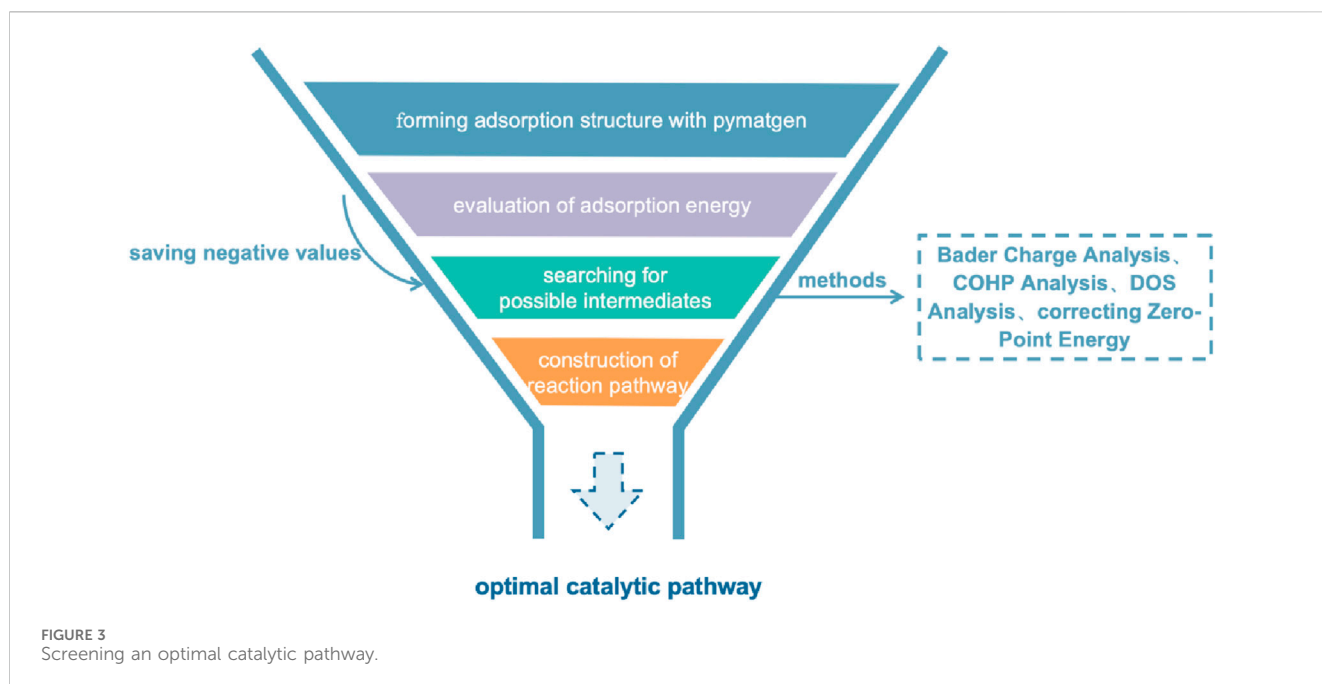 forming adsorption structure with pymatgen
evaluation of adsorption energy
saving negative values
searching for
possible intermediates
methods
Bader Charge Analysis、
COHP Analysis、DOS
Analysis、correcting Zero-
Point Energy
construction of
reaction pathway
optimal catalytic pathway
FIGURE 3
Screening an optimal catalytic pathway.